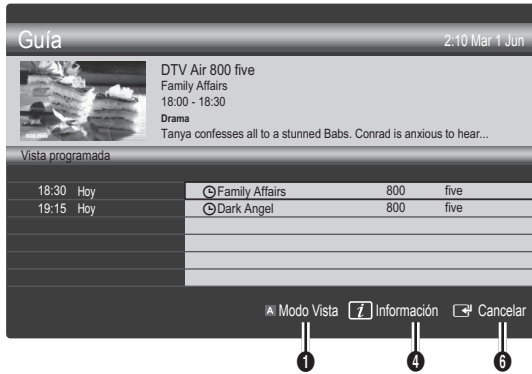 Guía
2:10 Mar 1 Jun
DTV Air 800 five
Family Affairs
18:00 - 18:30
Drama
Tanya confesses all to a stunned Babs. Conrad is anxious to hear...
Vista programada
18:30 Hoy Family Affairs 800 five
19:15 Hoy Dark Angel 800 five
A Modo Vista i Información Cancelar
1 4 6